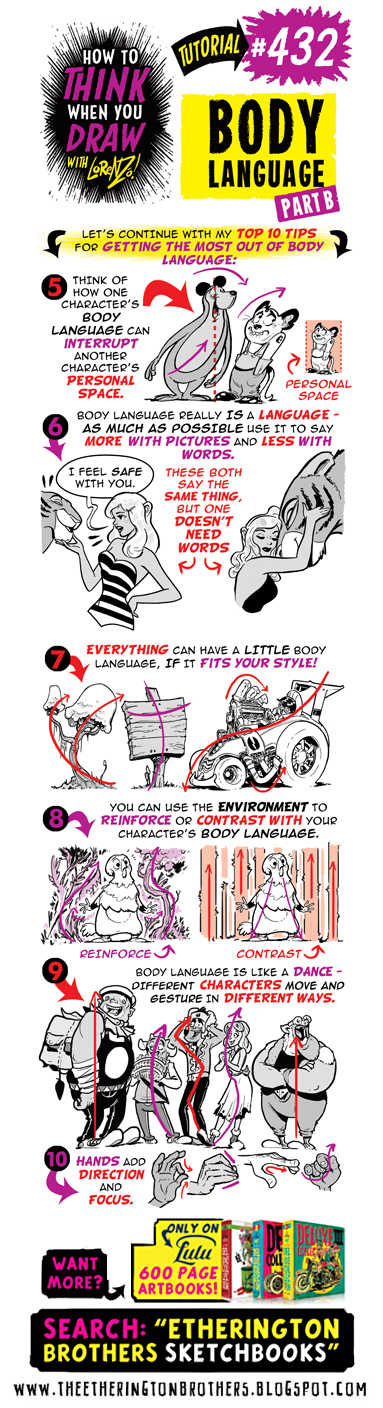 HOW TO
THINK
WHEN YOU
DRAW
WITH LORENZO!
TUTORIAL #432
BODY
LANGUAGE
PART B
LET'S CONTINUE WITH MY TOP 10 TIPS
FOR GETTING THE MOST OUT OF BODY
LANGUAGE:
5 THINK OF
HOW ONE
CHARACTER'S
BODY
LANGUAGE CAN
INTERRUPT
ANOTHER
CHARACTER'S
PERSONAL
SPACE.
PERSONAL
SPACE
6 BODY LANGUAGE REALLY IS A LANGUAGE -
AS MUCH AS POSSIBLE USE IT TO SAY
MORE WITH PICTURES AND LESS WITH
WORDS.
I FEEL SAFE
WITH YOU.
THESE BOTH
SAY THE
SAME THING,
BUT ONE
DOESN'T
NEED
WORDS
7 EVERYTHING CAN HAVE A LITTLE BODY
LANGUAGE, IF IT FITS YOUR STYLE!
8 YOU CAN USE THE ENVIRONMENT TO
REINFORCE OR CONTRAST WITH YOUR
CHARACTER'S BODY LANGUAGE.
REINFORCE
CONTRAST
9 BODY LANGUAGE IS LIKE A DANCE -
DIFFERENT CHARACTERS MOVE AND
GESTURE IN DIFFERENT WAYS.
10 HANDS ADD
DIRECTION
AND
FOCUS.
WANT
MORE?
ONLY ON
Lulu
600 PAGE
ARTBOOKS!
DELUXE III
SEARCH: "ETHERINGTON
BROTHERS SKETCHBOOKS"
WWW.THEETHERINGTONBROTHERS.BLOGSPOT.COM